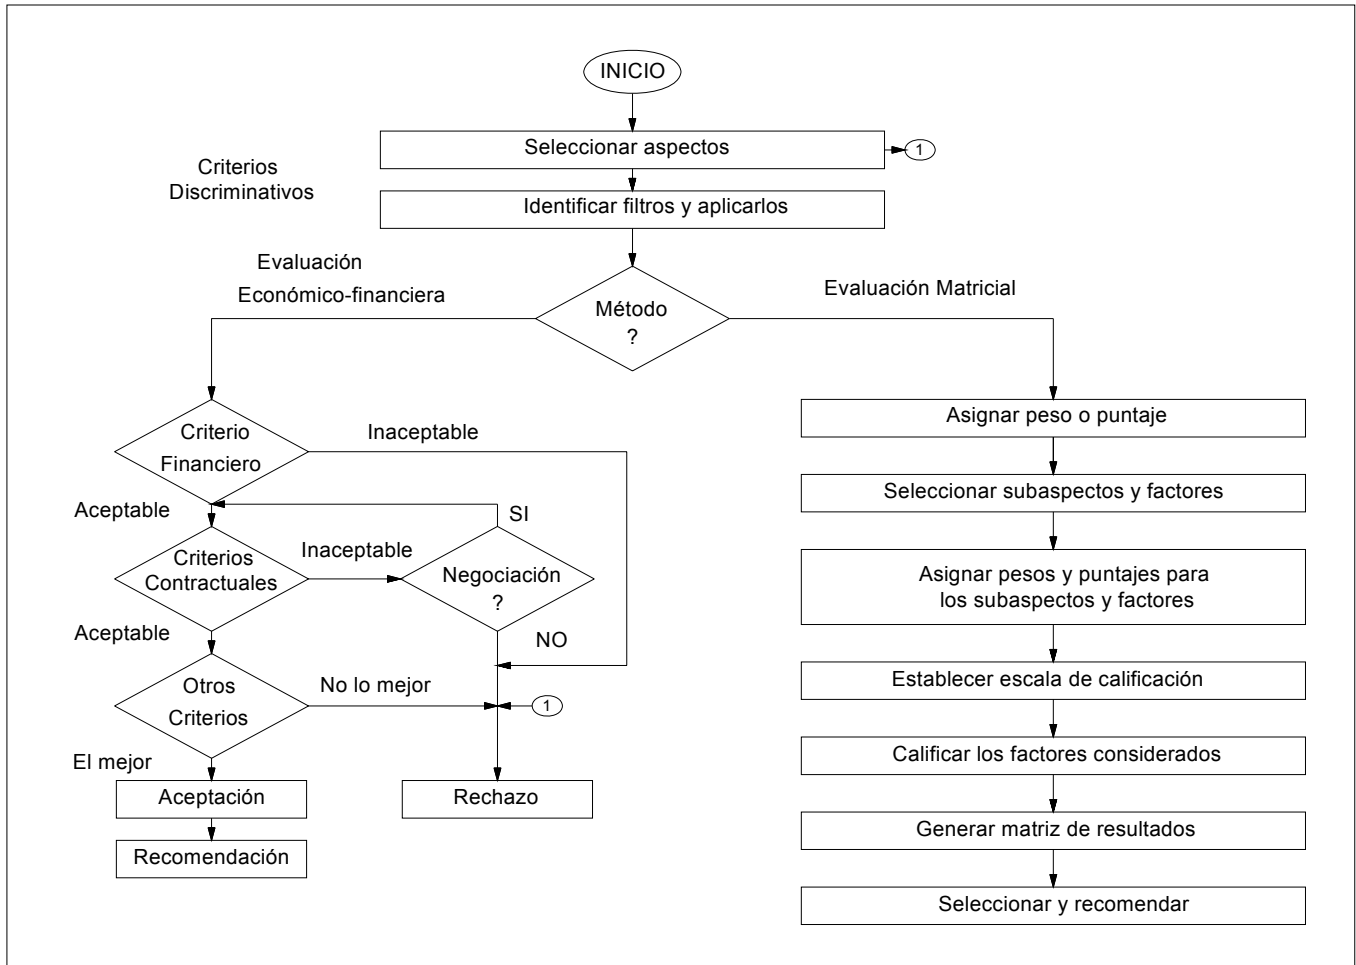 INICIO
Seleccionar aspectos
1
Criterios
Discriminativos
Identificar filtros y aplicarlos
Evaluación
Económico-financiera
Método
?
Evaluación Matricial
Criterio
Financiero
Inaceptable
Aceptable
SI
Criterios
Contractuales
Inaceptable
Negociación
?
Aceptable
NO
Otros
Criterios
No lo mejor
1
El mejor
Aceptación
Rechazo
Recomendación
Asignar peso o puntaje
Seleccionar subaspectos y factores
Asignar pesos y puntajes para
los subaspectos y factores
Establecer escala de calificación
Calificar los factores considerados
Generar matriz de resultados
Seleccionar y recomendar